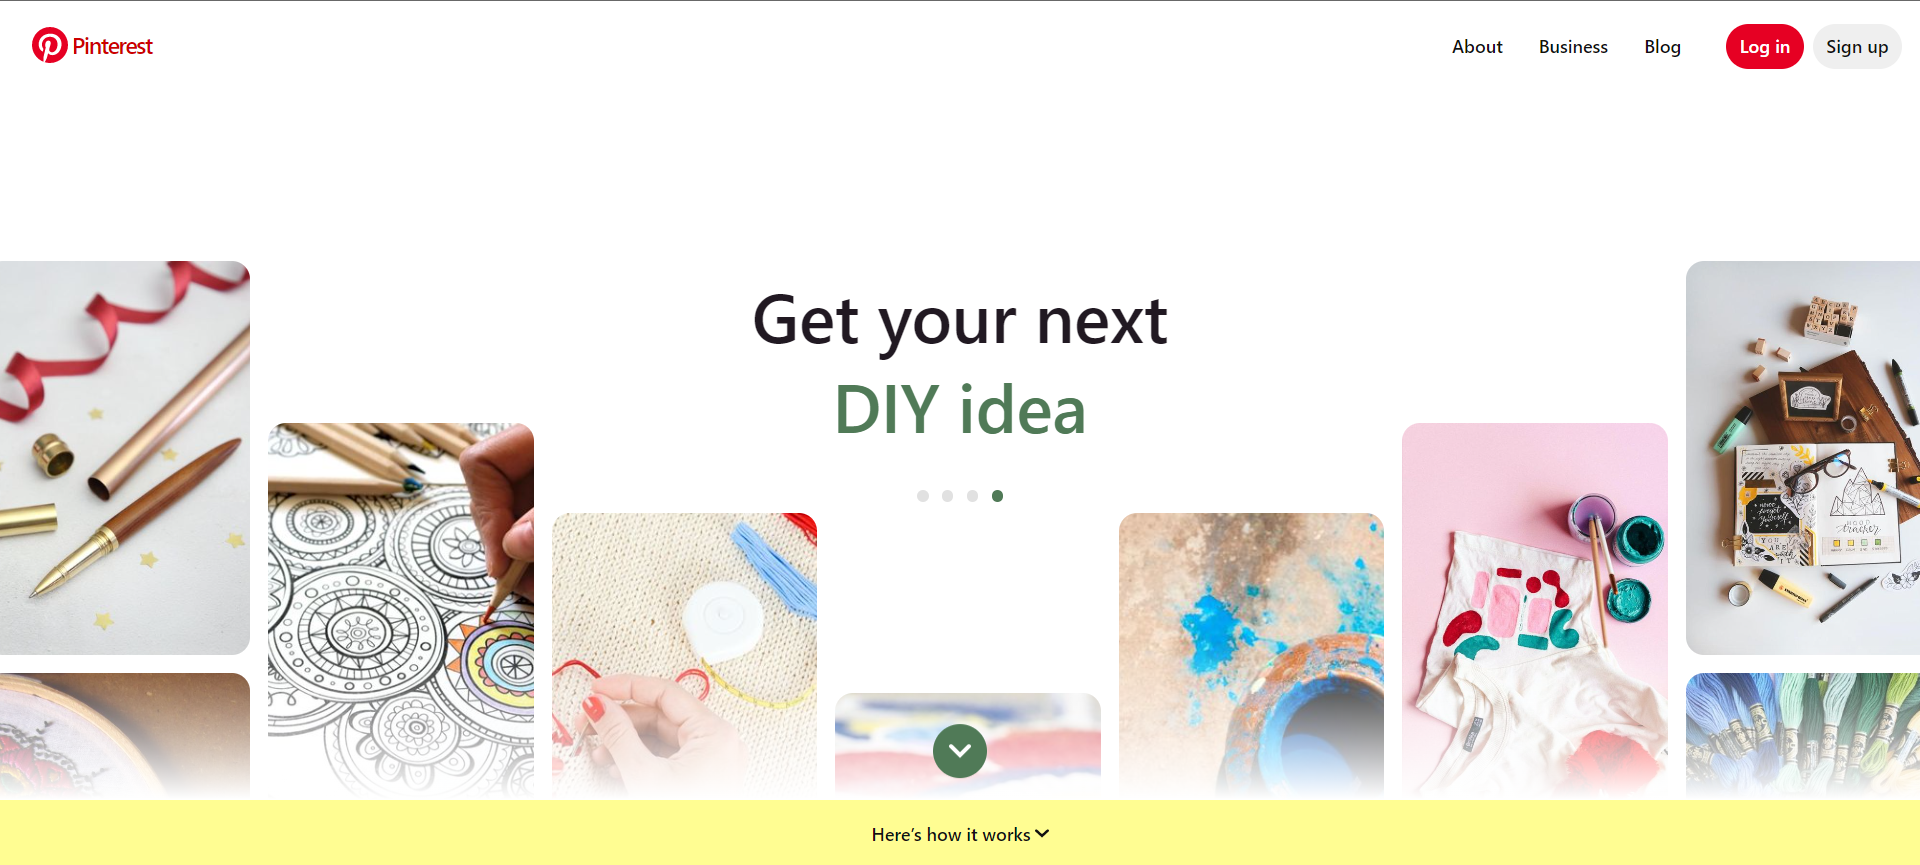 Pinterest
About
Business
Blog
Log in
Sign up
Get your next
DIY idea
Here's how it works